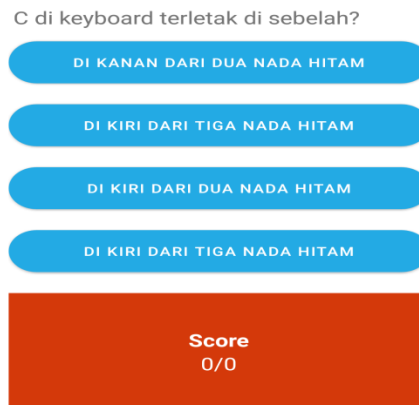 C di keyboard terletak di sebelah?
DI KANAN DARI DUA NADA HITAM
DI KIRI DARI TIGA NADA HITAM
DI KIRI DARI DUA NADA HITAM
DI KIRI DARI TIGA NADA HITAM
Score
0/0